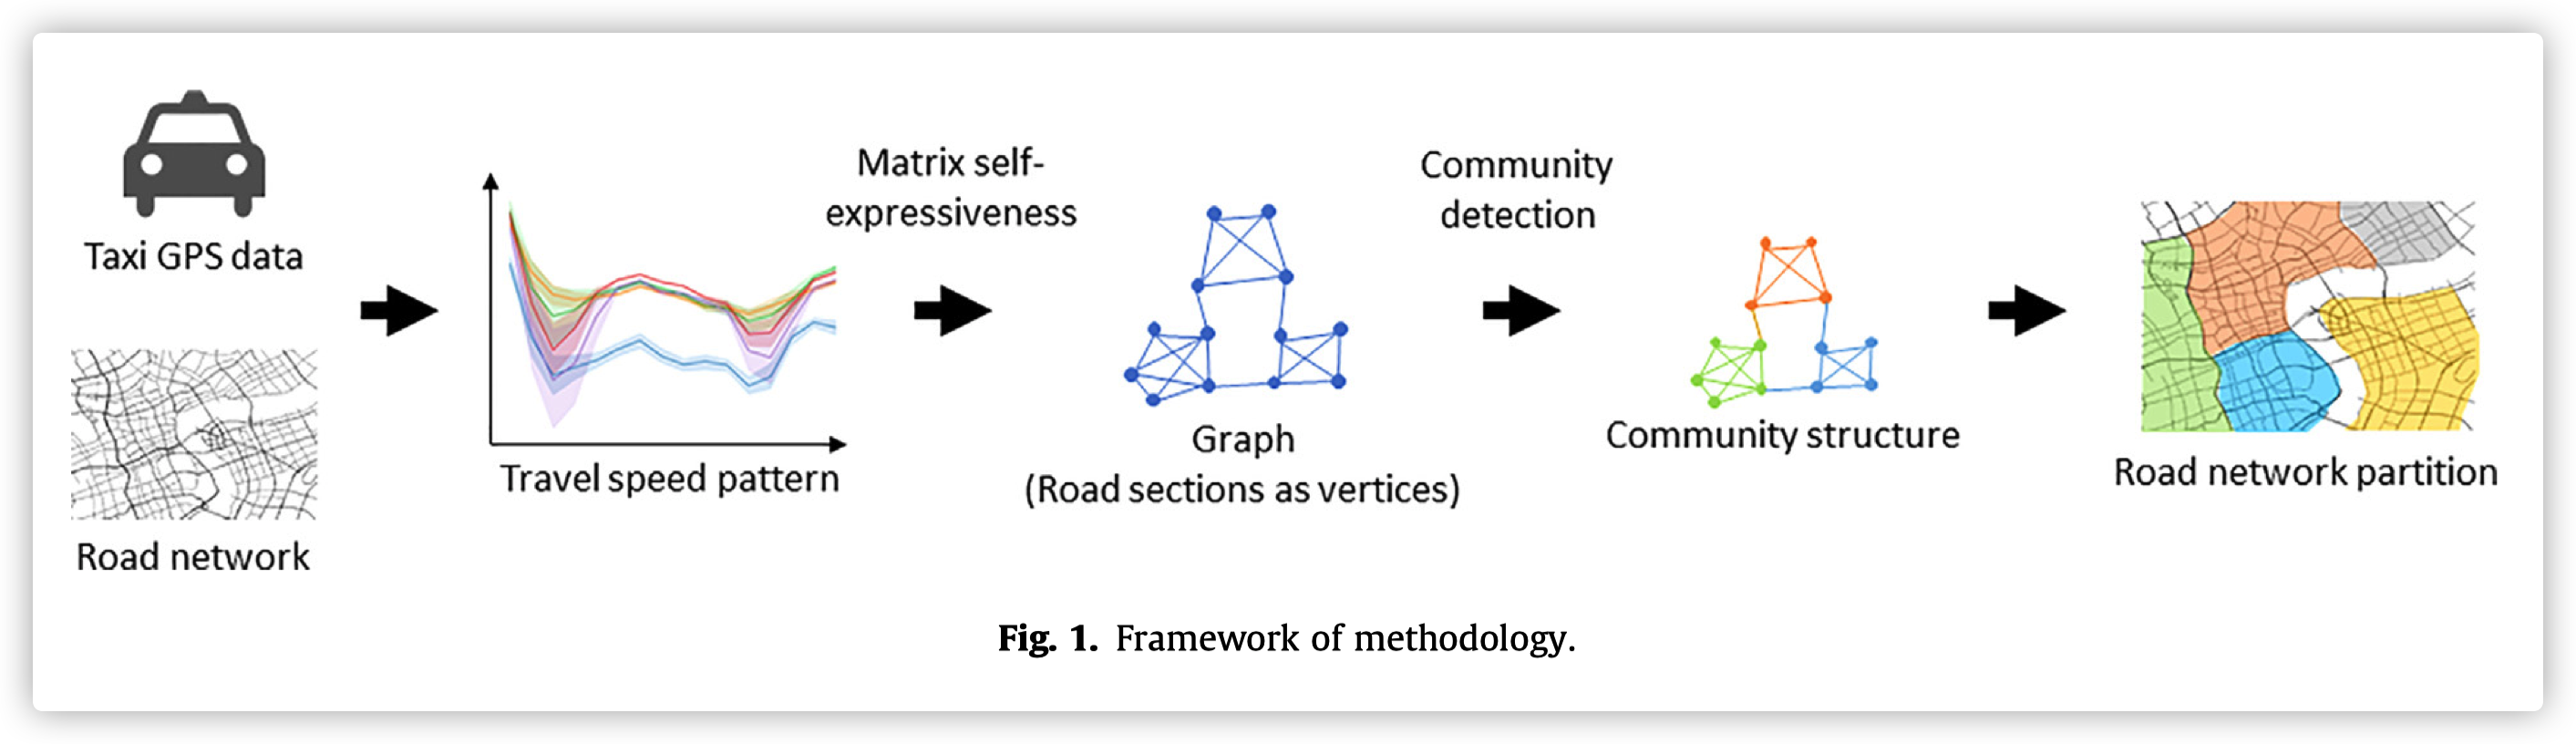 Taxi GPS data
Road network
Travel speed pattern
Matrix self-
expressiveness
Graph
(Road sections as vertices)
Community
detection
Community structure
Road network partition
Fig. 1. Framework of methodology.